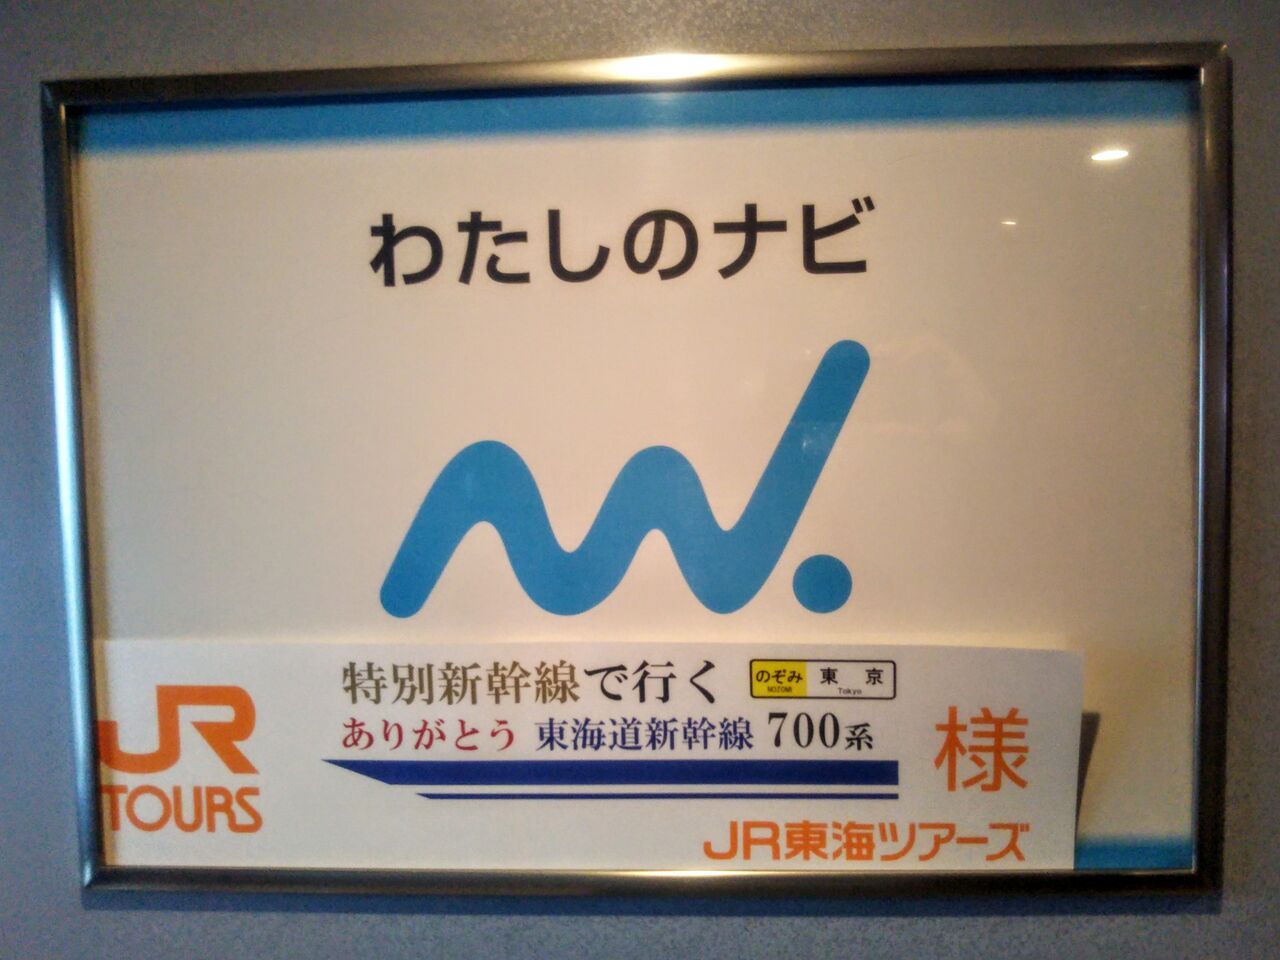 わたしのナビ
特別新幹線で行く
のぞみ 東京
NOZOMI Tokyo
ありがとう 東海道新幹線 700系
様
JR
TOURS
JR東海ツアーズ